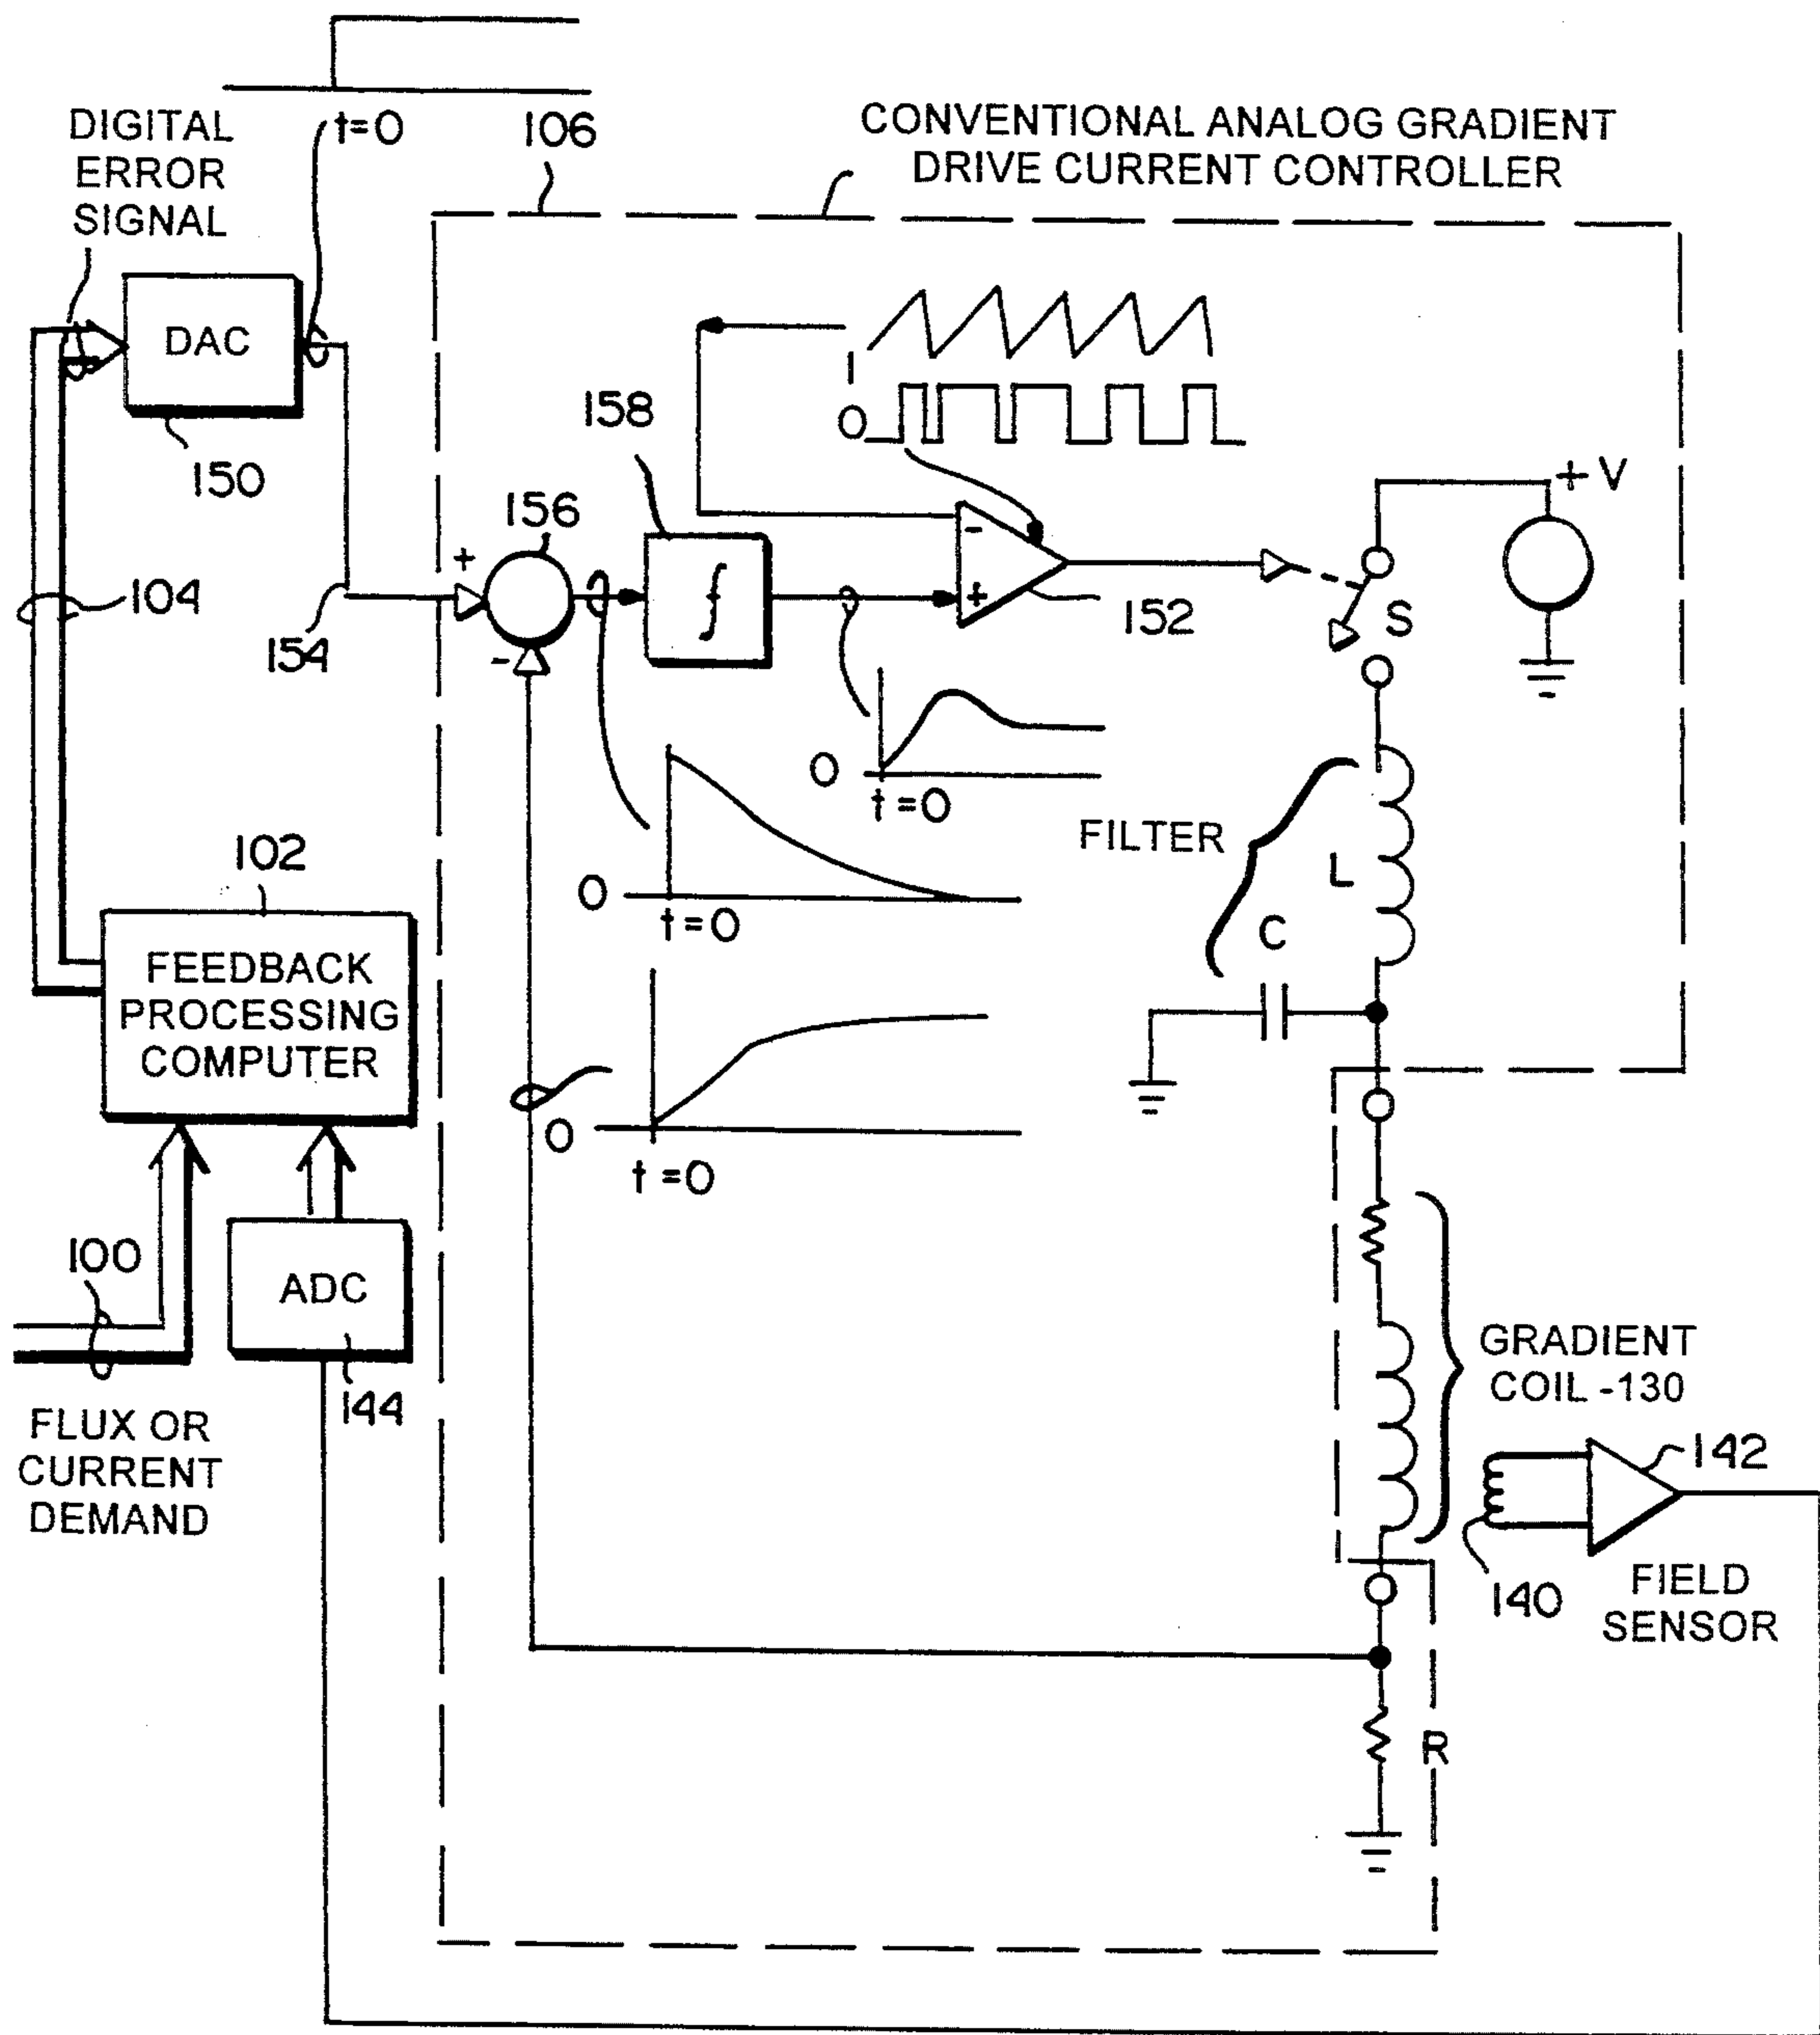 t=0
DIGITAL
ERROR
SIGNAL
106
CONVENTIONAL ANALOG GRADIENT
DRIVE CURRENT CONTROLLER
DAC
150
1
0
158
156
+
-
154
104
∫
-
+
152
+V
S
0
t=0
FILTER
L
C
0
t=0
102
FEEDBACK
PROCESSING
COMPUTER
0
t=0
100
ADC
144
FLUX OR
CURRENT
DEMAND
GRADIENT
COIL -130
142
140
FIELD
SENSOR
R